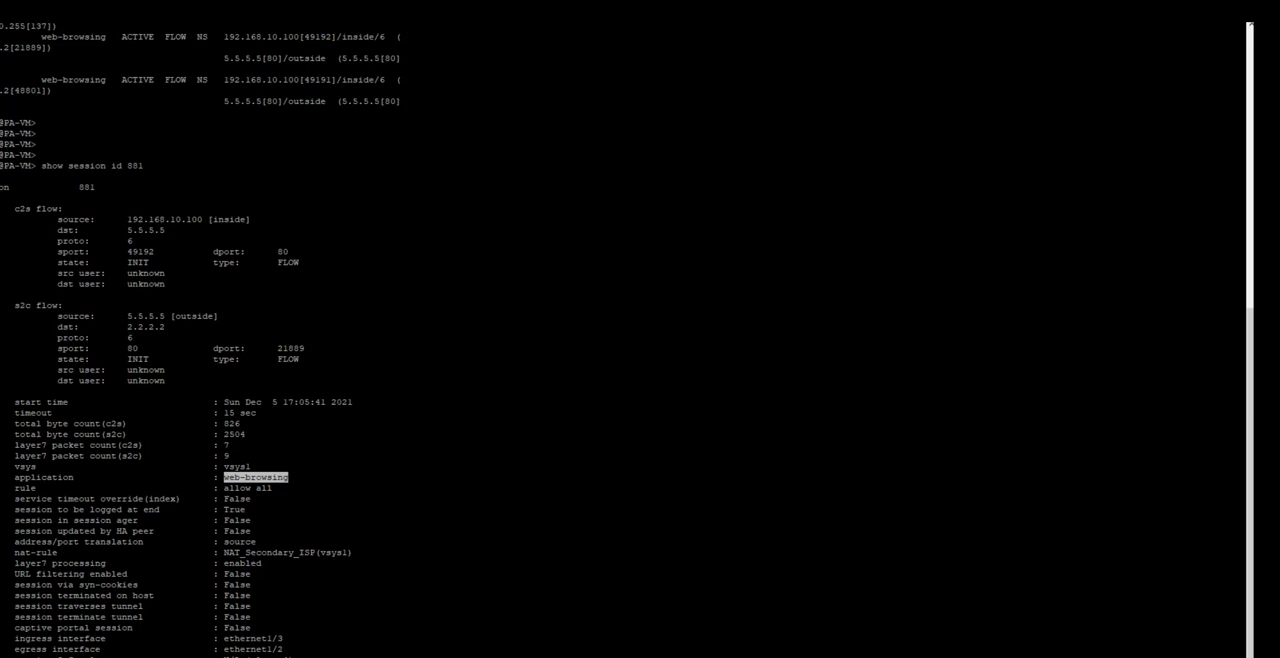 0.255[137])
web-browsing ACTIVE FLOW NS 192.168.10.100[49192]/inside/6 (
.2[21889])
5.5.5.5[80]/outside (5.5.5.5[80]
web-browsing ACTIVE FLOW NS 192.168.10.100[49191]/inside/6 (
.2[48801])
5.5.5.5[80]/outside (5.5.5.5[80]
@PA-VM>
@PA-VM>
@PA-VM>
@PA-VM>
@PA-VM> show session id 881
on 881
c2s flow:
source: 192.168.10.100 [inside]
dst: 5.5.5.5
proto: 6
sport: 49192 dport: 80
state: INIT type: FLOW
src user: unknown
dst user: unknown
s2c flow:
source: 5.5.5.5 [outside]
dst: 2.2.2.2
proto: 6
sport: 80 dport: 21889
state: INIT type: FLOW
src user: unknown
dst user: unknown
start time : Sun Dec 5 17:05:41 2021
timeout : 15 sec
total byte count(c2s) : 826
total byte count(s2c) : 2504
layer7 packet count(c2s) : 7
layer7 packet count(s2c) : 9
vsys : vsys1
application : web-browsing
rule : allow all
service timeout override(index) : False
session to be logged at end : True
session in session ager : False
session updated by HA peer : False
address/port translation : source
nat-rule : NAT_Secondary_ISP(vsys1)
layer7 processing : enabled
URL filtering enabled : False
session via syn-cookies : False
session terminated on host : False
session traverses tunnel : False
session terminate tunnel : False
captive portal session : False
ingress interface : ethernet1/3
egress interface : ethernet1/2